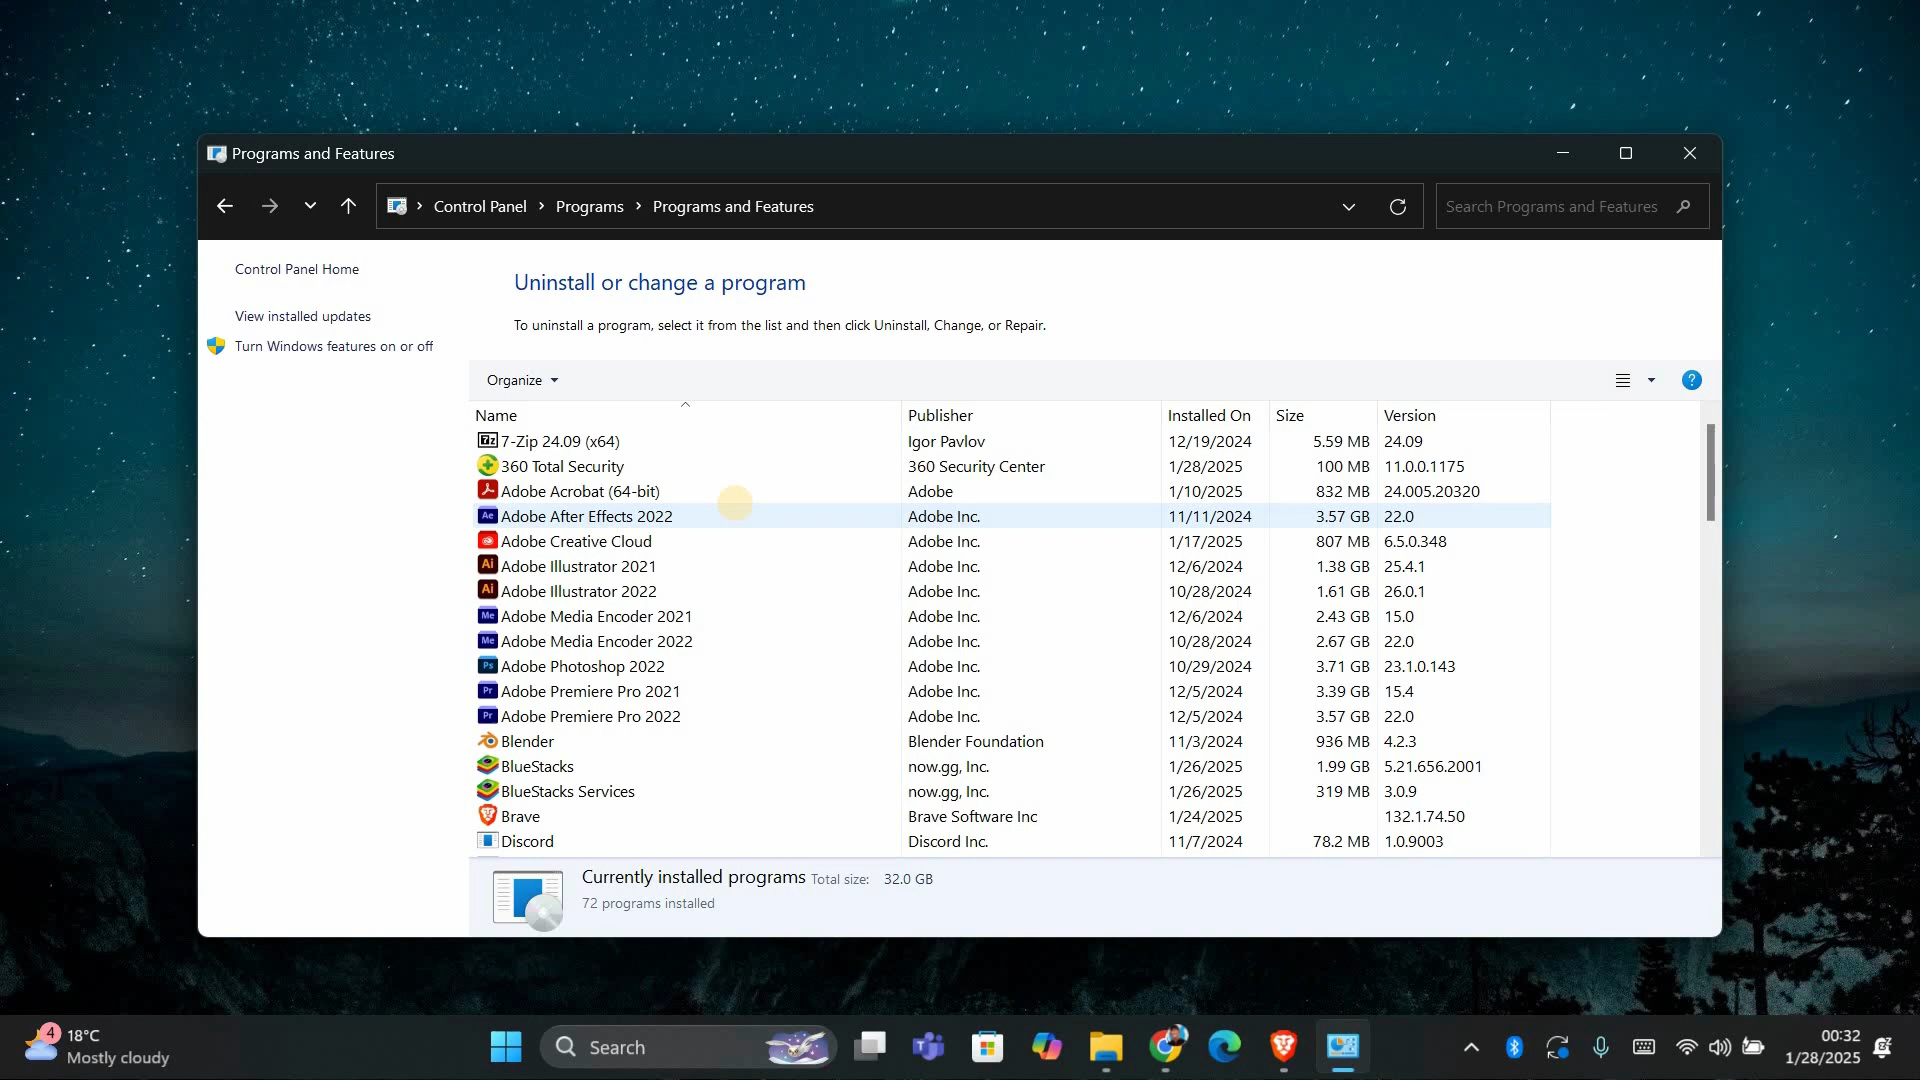 Programs and Features
Control Panel Programs Programs and Features
Search Programs and Features
Control Panel Home
View installed updates
Turn Windows features on or off
Uninstall or change a program
To uninstall a program, select it from the list and then click Uninstall, Change, or Repair.
Organize
?
Name Publisher Installed On Size Version
7z 7-Zip 24.09 (x64) Igor Pavlov 12/19/2024 5.59 MB 24.09
360 Total Security 360 Security Center 1/28/2025 100 MB 11.0.0.1175
Adobe Acrobat (64-bit) Adobe 1/10/2025 832 MB 24.005.20320
Ae Adobe After Effects 2022 Adobe Inc. 11/11/2024 3.57 GB 22.0
Adobe Creative Cloud Adobe Inc. 1/17/2025 807 MB 6.5.0.348
Ai Adobe Illustrator 2021 Adobe Inc. 12/6/2024 1.38 GB 25.4.1
Ai Adobe Illustrator 2022 Adobe Inc. 10/28/2024 1.61 GB 26.0.1
Me Adobe Media Encoder 2021 Adobe Inc. 12/6/2024 2.43 GB 15.0
Me Adobe Media Encoder 2022 Adobe Inc. 10/28/2024 2.67 GB 22.0
Ps Adobe Photoshop 2022 Adobe Inc. 10/29/2024 3.71 GB 23.1.0.143
Pr Adobe Premiere Pro 2021 Adobe Inc. 12/5/2024 3.39 GB 15.4
Pr Adobe Premiere Pro 2022 Adobe Inc. 12/5/2024 3.57 GB 22.0
Blender Blender Foundation 11/3/2024 936 MB 4.2.3
BlueStacks now.gg, Inc. 1/26/2025 1.99 GB 5.21.656.2001
BlueStacks Services now.gg, Inc. 1/26/2025 319 MB 3.0.9
Brave Brave Software Inc 1/24/2025 132.1.74.50
Discord Discord Inc. 11/7/2024 78.2 MB 1.0.9003
Currently installed programs Total size: 32.0 GB
72 programs installed
4
18°C
Mostly cloudy
Search
00:32
1/28/2025